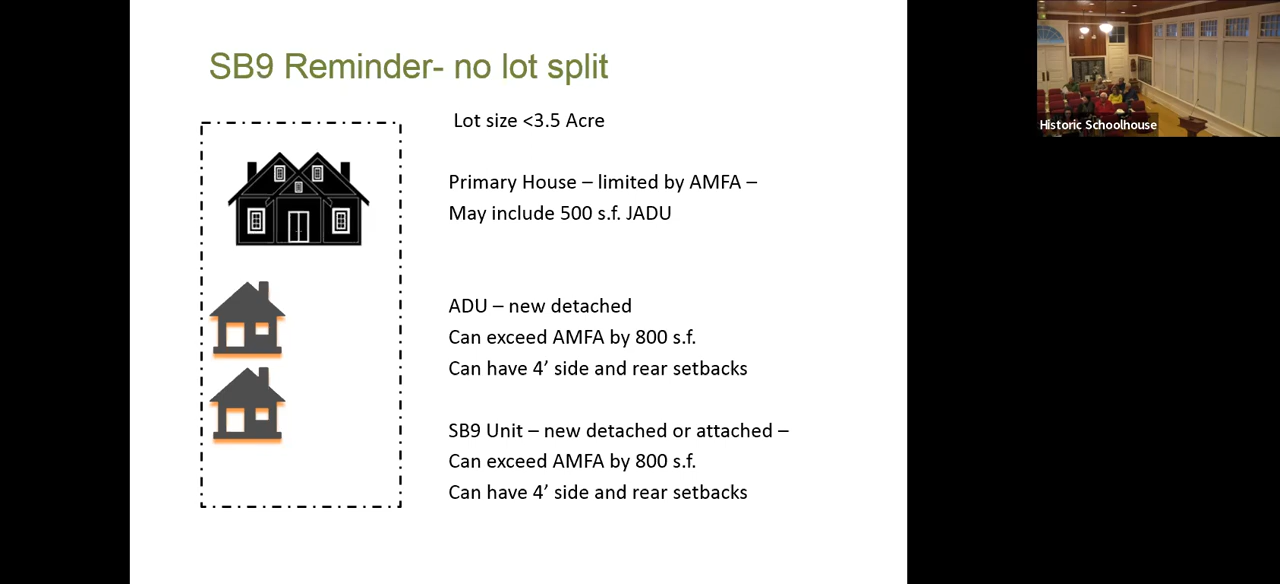 SB9 Reminder- no lot split
Lot size <3.5 Acre
Primary House – limited by AMFA –
May include 500 s.f. JADU
ADU – new detached
Can exceed AMFA by 800 s.f.
Can have 4’ side and rear setbacks
SB9 Unit – new detached or attached –
Can exceed AMFA by 800 s.f.
Can have 4’ side and rear setbacks
Historic Schoolhouse